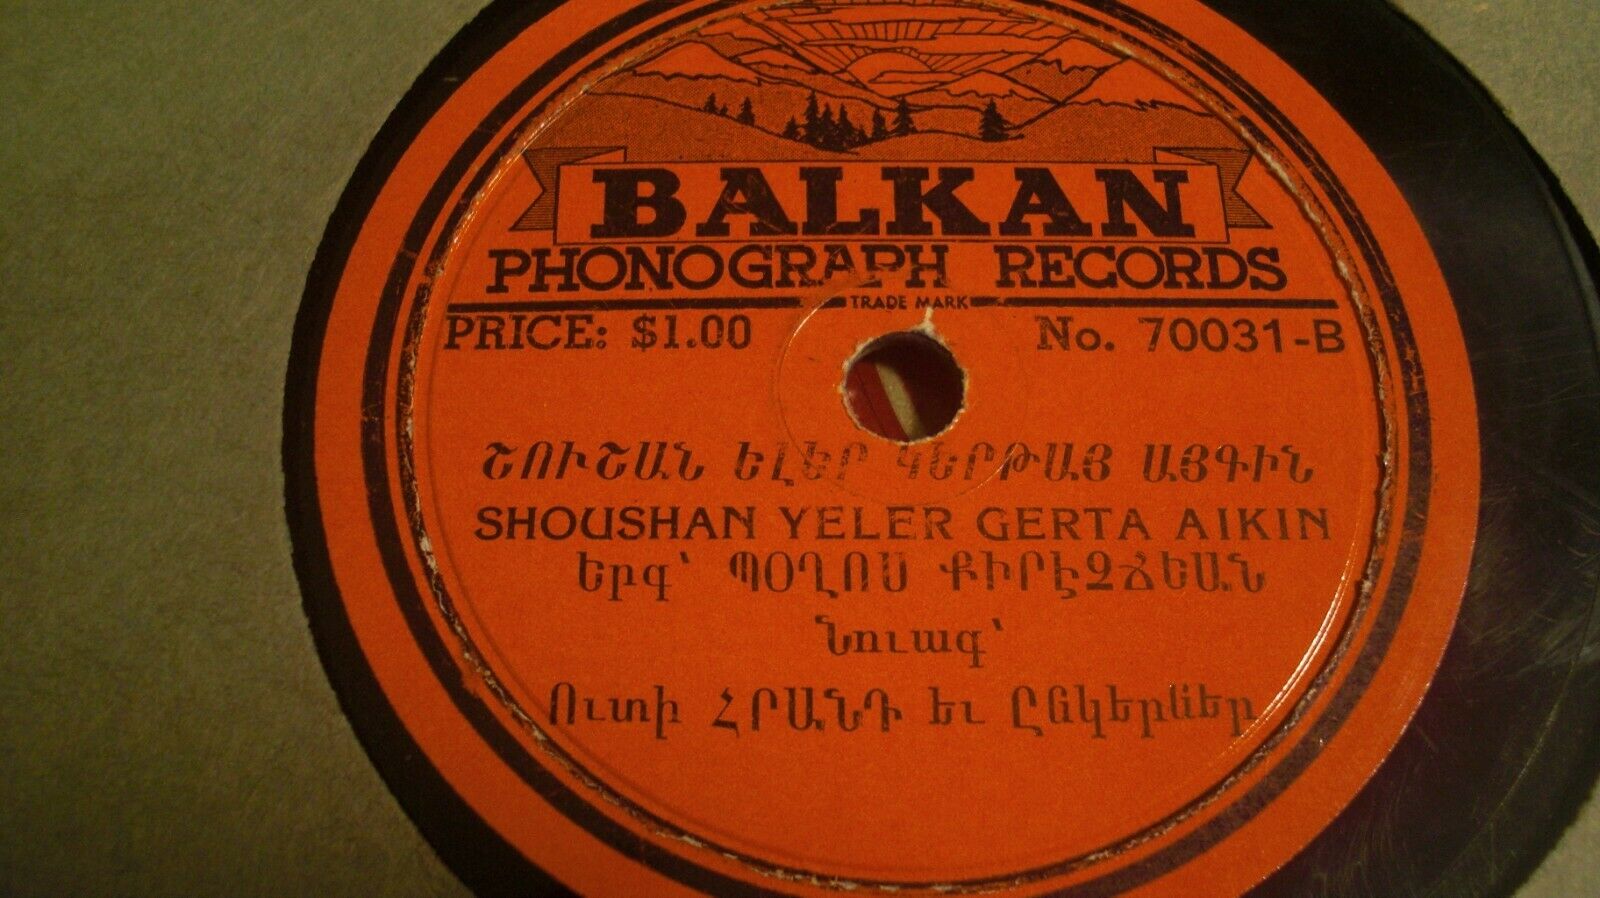 BALKAN
PHONOGRAPH RECORDS
TRADE MARK
PRICE: $1.00 No. 70031-B
ՇՈՒՇԱՆ ԵԼԵՐ ԿԵՐԹԱՅ ԱՅԳԻՆ
SHOUSHAN YELER GERTA AIKIN
Երգ՝ ՊՕՂՈՍ ՔԻՐԷՋՃԵԱՆ
Նուագ՝
Ուտի ՀՐԱՆԴ եւ Ընկերներ